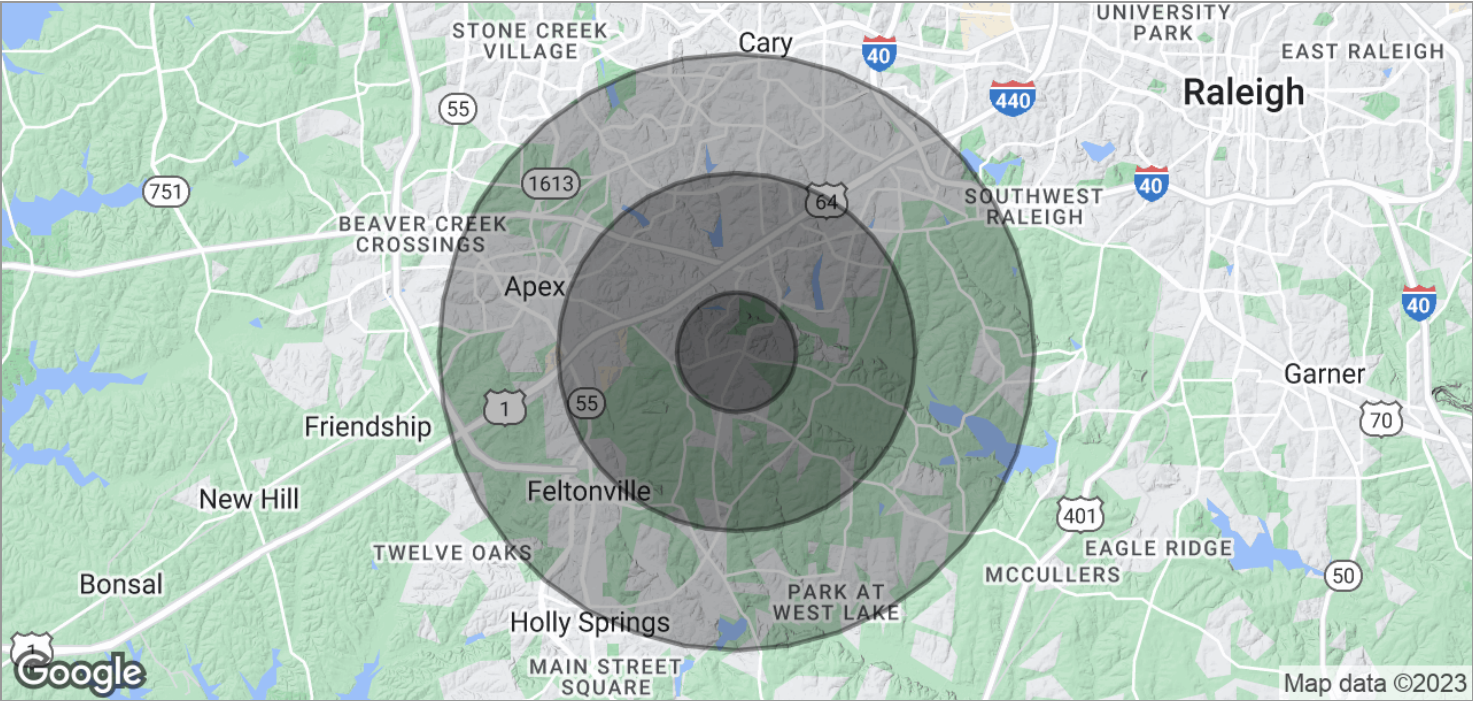 UNIVERSITY
PARK
STONE CREEK
VILLAGE
Cary
40
EAST RALEIGH
440
Raleigh
55
751
1613
40
64
SOUTHWEST
RALEIGH
BEAVER CREEK
CROSSINGS
Apex
40
Garner
1
55
70
Friendship
New Hill
Feltonville
401
TWELVE OAKS
EAGLE RIDGE
MCCULLERS
50
Bonsal
PARK AT
WEST LAKE
Holly Springs
1
Google
MAIN STREET
SQUARE
Map data ©2023